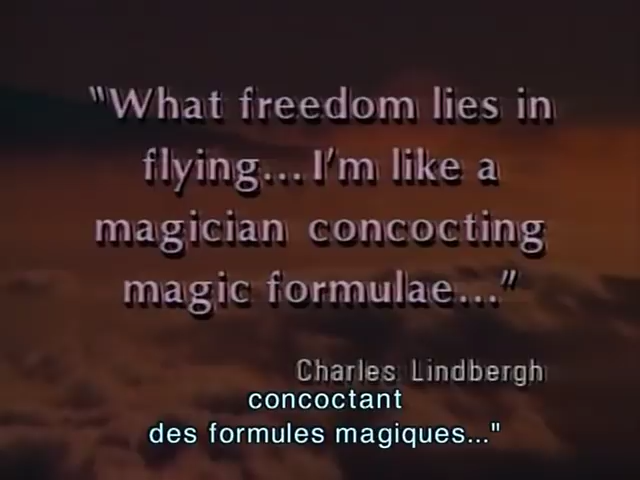 “What freedom lies in
flying...I'm like a
magician concocting
magic formulae...”
Charles Lindbergh
concoctant
des formules magiques..."